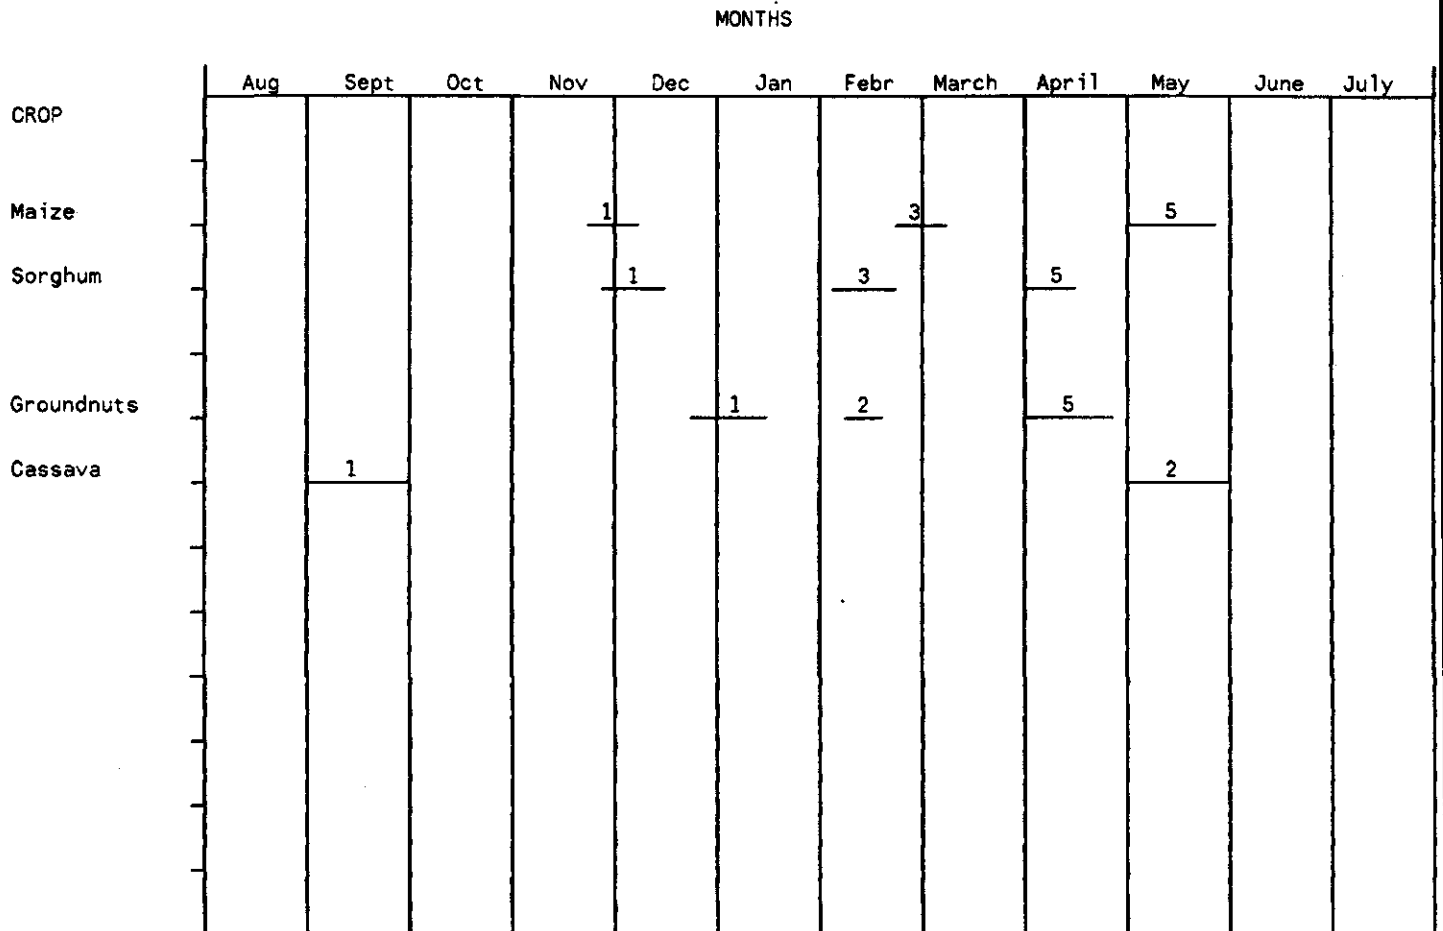 MONTHS
Aug Sept Oct Nov Dec Jan Febr March April May June July
CROP
Maize 1 3 5
Sorghum 1 3 5
Groundnuts 1 2 5
Cassava 1 2